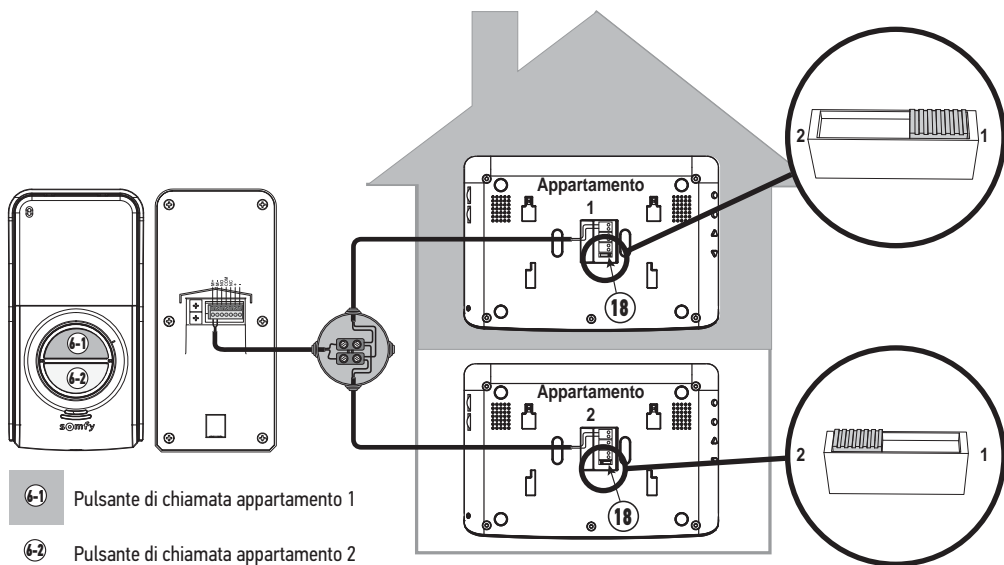 Appartamento
1
18
2
1
6-1
6-2
somfy
Appartamento
2
18
2
1
6-1 Pulsante di chiamata appartamento 1
6-2 Pulsante di chiamata appartamento 2